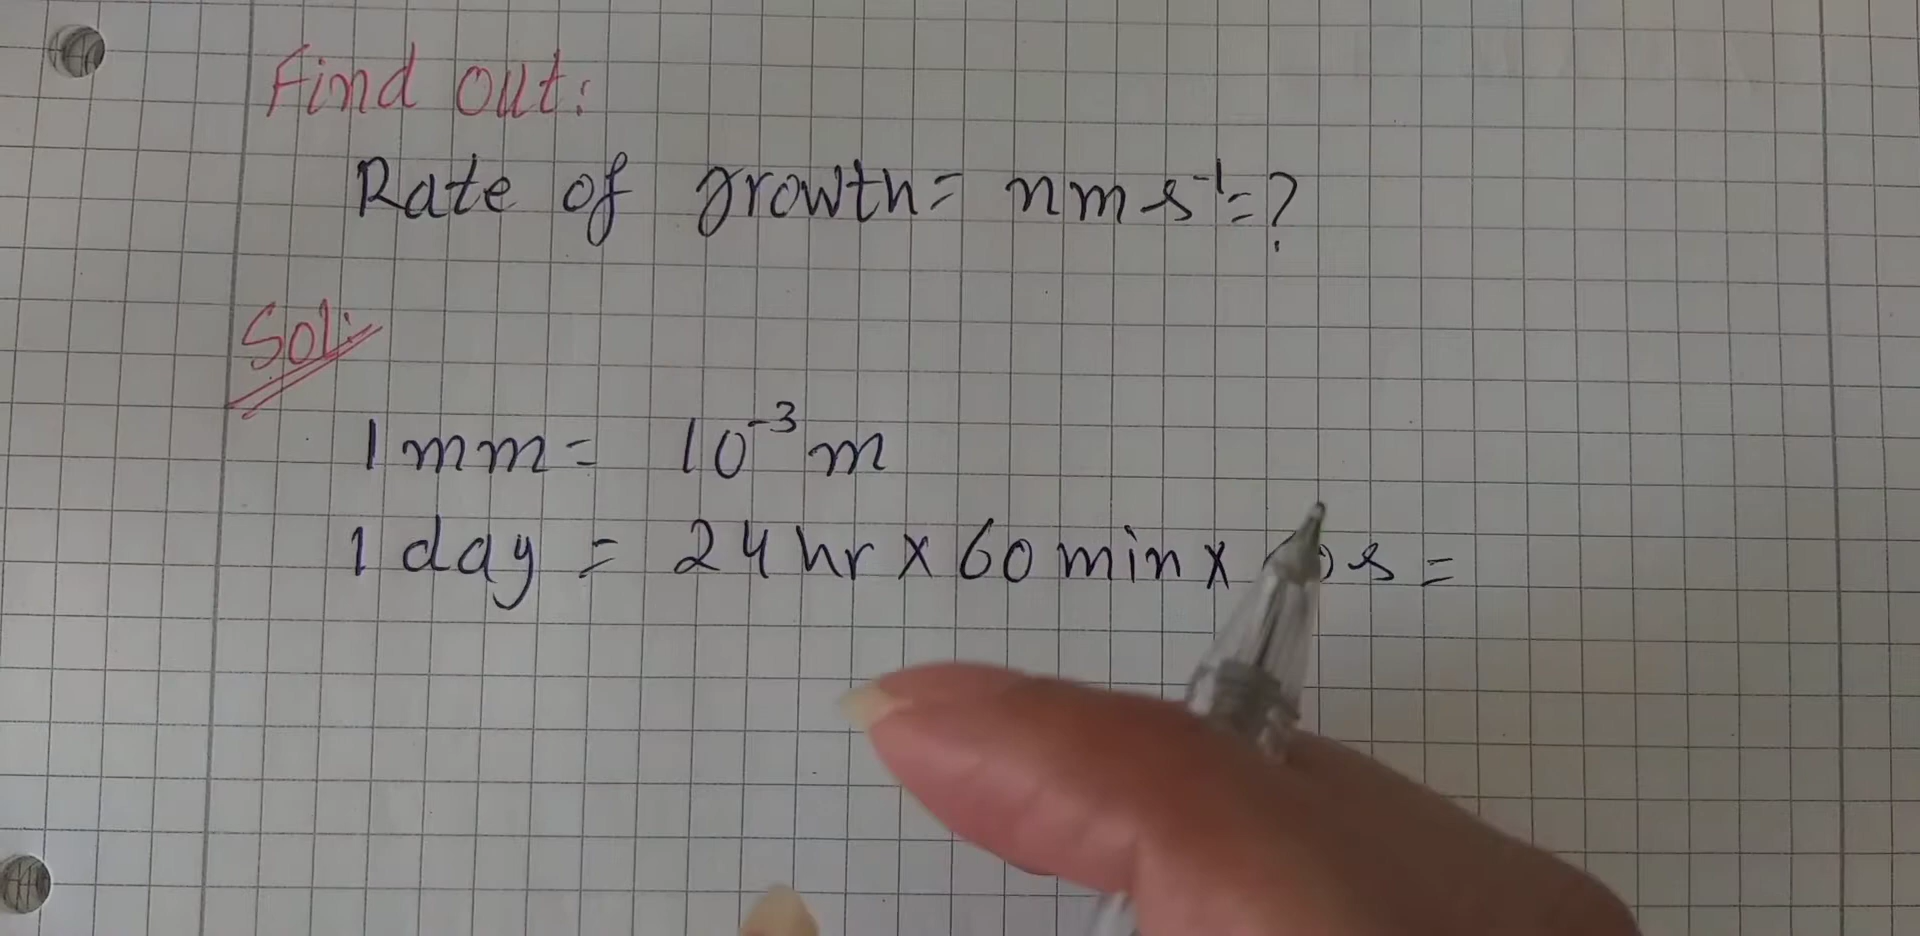 Find out:
Rate of growth = nm s⁻¹ = ?
Sol:
1 mm = 10⁻³ m
1 day = 24 hr x 60 min x s =